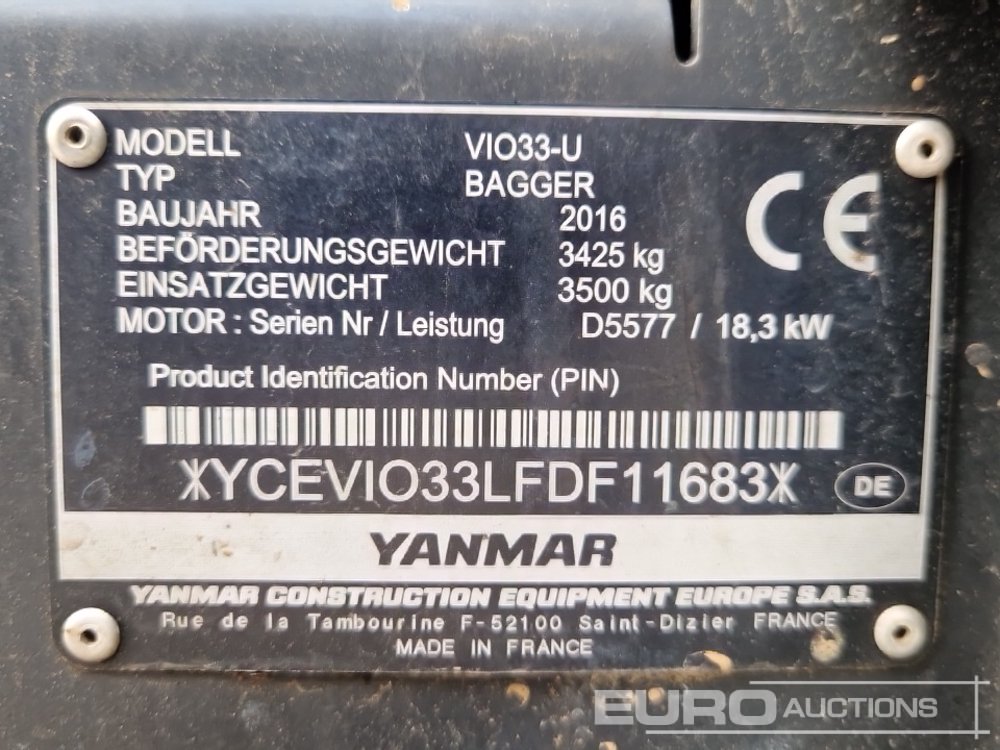 MODELL VIO33-U
TYP BAGGER
BAUJAHR 2016
BEFÖRDERUNGSGEWICHT 3425 kg
EINSATZGEWICHT 3500 kg
MOTOR : Serien Nr / Leistung D5577 / 18,3 kW
CE
Product Identification Number (PIN)
XYCEVIO33LFDF11683X
DE
YANMAR
YANMAR CONSTRUCTION EQUIPMENT EUROPE S.A.S.
Rue de la Tambourine F-52100 Saint-Dizier FRANCE
MADE IN FRANCE
EURO AUCTIONS